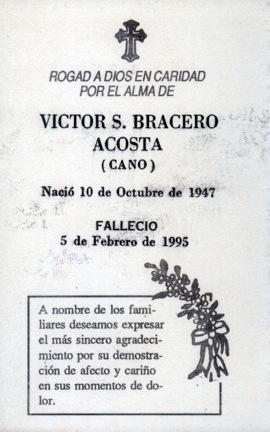 ROGAD A DIOS EN CARIDAD
POR EL ALMA DE
VICTOR S. BRACERO
ACOSTA
(CANO)
Nació 10 de Octubre de 1947
FALLECIO
5 de Febrero de 1995
A nombre de los fami-
liares deseamos expresar
el más sincero agradeci-
miento por su demostra-
ción de afecto y cariño
en sus momentos de do-
lor.